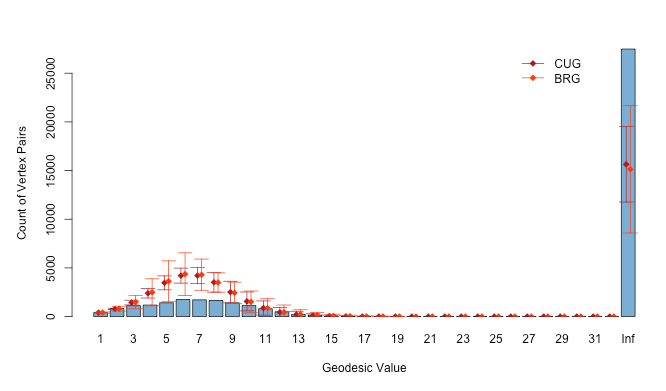 CUG
BRG
25000
20000
15000
10000
5000
0
Count of Vertex Pairs
1 3 5 7 9 11 13 15 17 19 21 23 25 27 29 31 Inf
Geodesic Value